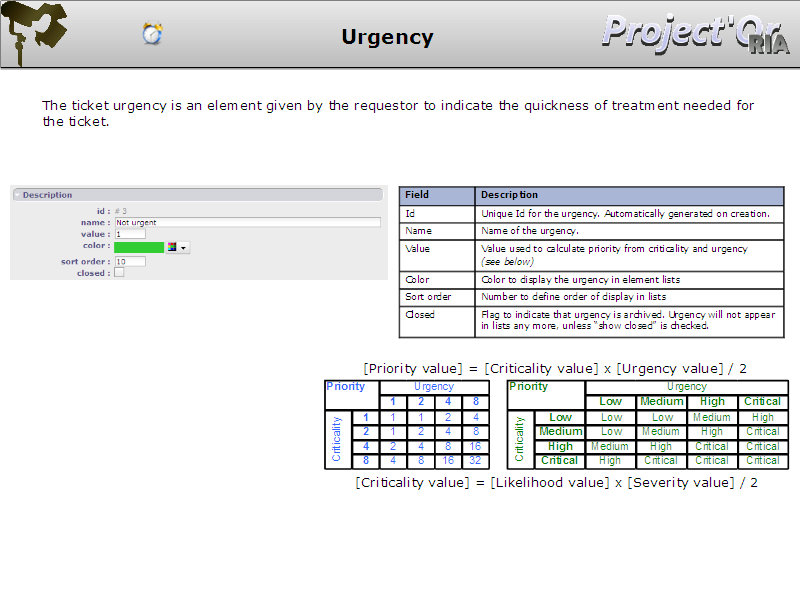 Urgency
Project'Or
RIA
The ticket urgency is an element given by the requestor to indicate the quickness of treatment needed for
the ticket.
Description
id : # 3
name : Not urgent
value : 1
color :
sort order : 10
closed :
Field Description
Id Unique Id for the urgency. Automatically generated on creation.
Name Name of the urgency.
Value Value used to calculate priority from criticality and urgency
(see below)
Color Color to display the urgency in element lists
Sort order Number to define order of display in lists
Closed Flag to indicate that urgency is archived. Urgency will not appear
in lists any more, unless “show closed” is checked.
[Priority value] = [Criticality value] x [Urgency value] / 2
Priority Urgency
1 2 4 8
Criticality
1 1 1 2 4
2 1 2 4 8
4 2 4 8 16
8 4 8 16 32
Priority Urgency
Low Medium High Critical
Criticality
Low Low Low Medium High
Medium Low Medium High Critical
High Medium High Critical Critical
Critical High Critical Critical Critical
[Criticality value] = [Likelihood value] x [Severity value] / 2